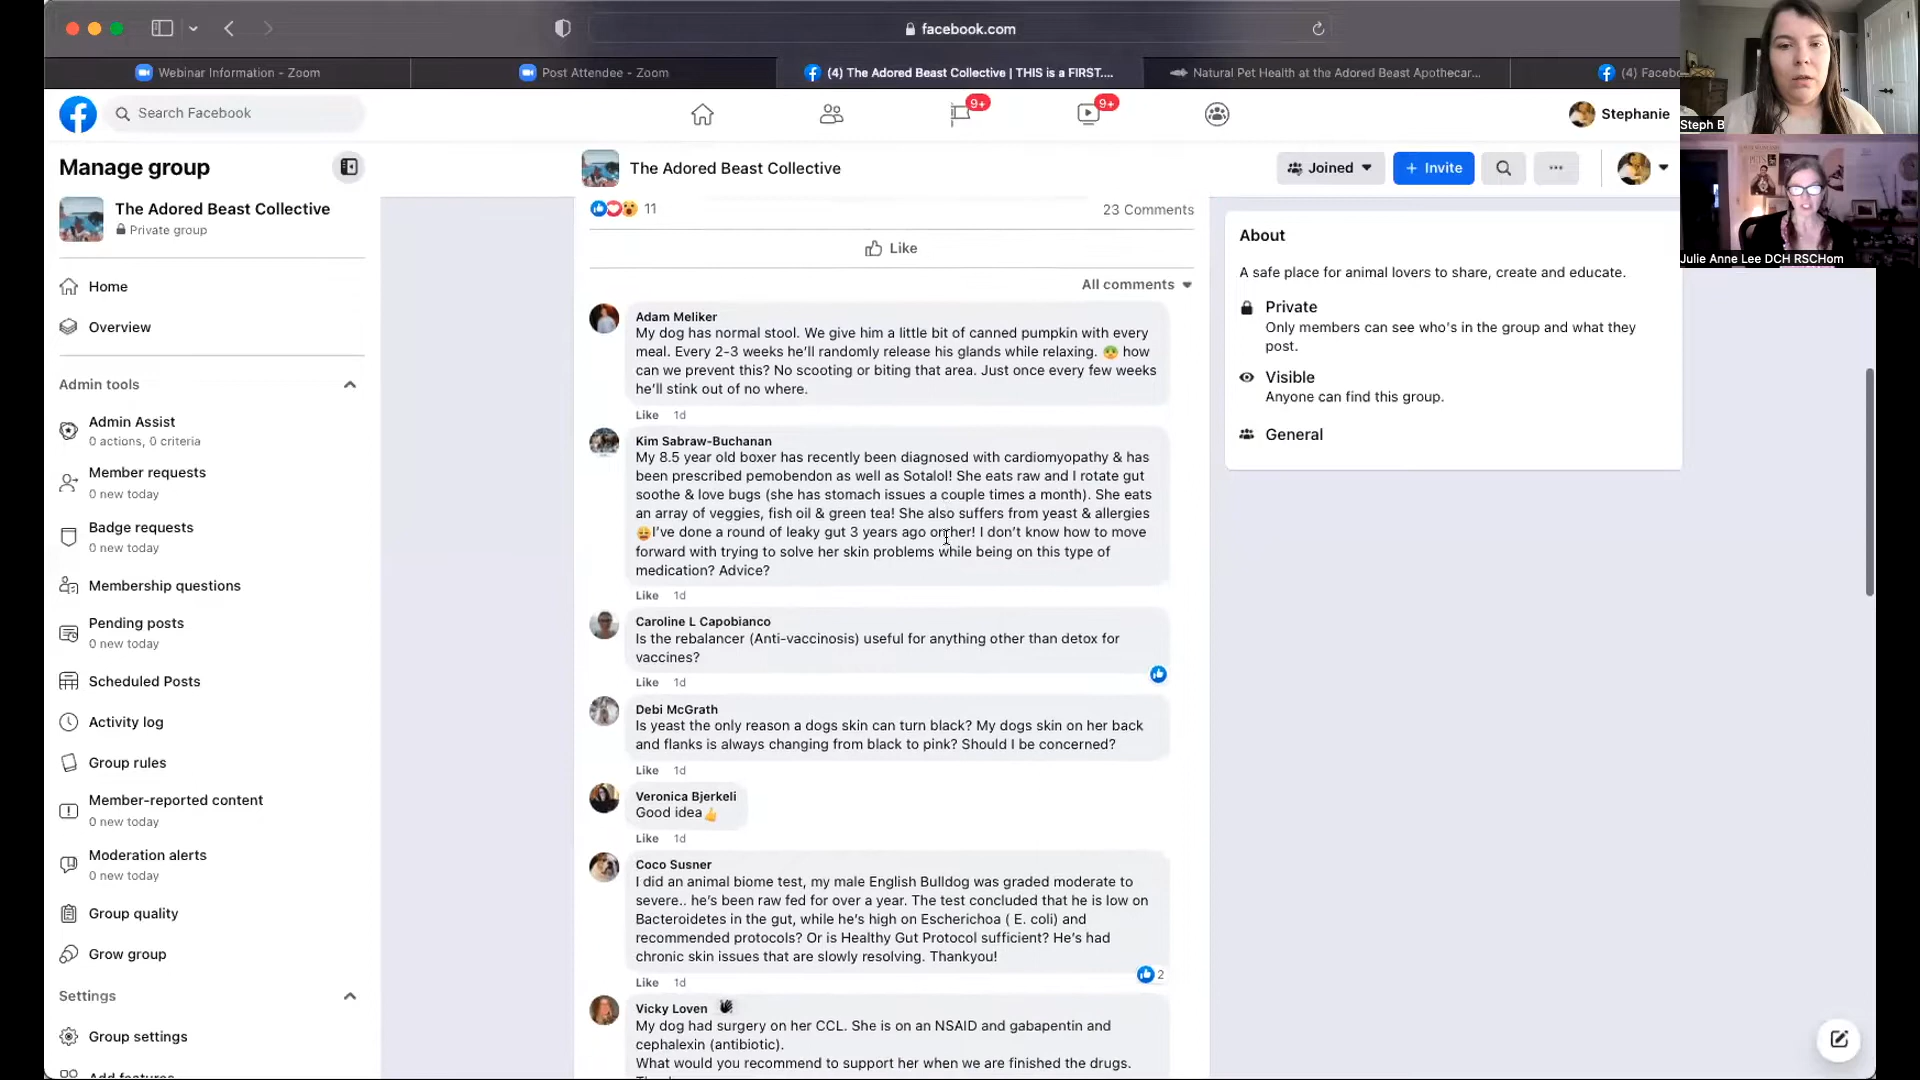 facebook.com
Webinar Information - Zoom
Post Attendee - Zoom
(4) The Adored Beast Collective | THIS is a FIRST....
Natural Pet Health at the Adored Beast Apothecar...
(4) Facebo
Steph B
Julie Anne Lee DCH RSCHom
Search Facebook
9+
9+
Stephanie
Manage group
The Adored Beast Collective
Private group
Home
Overview
Admin tools
Admin Assist
0 actions, 0 criteria
Member requests
0 new today
Badge requests
0 new today
Membership questions
Pending posts
0 new today
Scheduled Posts
Activity log
Group rules
Member-reported content
0 new today
Moderation alerts
0 new today
Group quality
Grow group
Settings
Group settings
Add features
The Adored Beast Collective
Joined
+ Invite
11
23 Comments
Like
All comments
Adam Meliker
My dog has normal stool. We give him a little bit of canned pumpkin with every
meal. Every 2-3 weeks he'll randomly release his glands while relaxing. 🤢 how
can we prevent this? No scooting or biting that area. Just once every few weeks
he'll stink out of no where.
Like 1d
Kim Sabraw-Buchanan
My 8.5 year old boxer has recently been diagnosed with cardiomyopathy & has
been prescribed pemobendon as well as Sotalol! She eats raw and I rotate gut
soothe & love bugs (she has stomach issues a couple times a month). She eats
an array of veggies, fish oil & green tea! She also suffers from yeast & allergies
😩I've done a round of leaky gut 3 years ago on her! I don't know how to move
forward with trying to solve her skin problems while being on this type of
medication? Advice?
Like 1d
Caroline L Capobianco
Is the rebalancer (Anti-vaccinosis) useful for anything other than detox for
vaccines?
Like 1d
Debi McGrath
Is yeast the only reason a dogs skin can turn black? My dogs skin on her back
and flanks is always changing from black to pink? Should I be concerned?
Like 1d
Veronica Bjerkeli
Good idea👍
Like 1d
Coco Susner
I did an animal biome test, my male English Bulldog was graded moderate to
severe.. he's been raw fed for over a year. The test concluded that he is low on
Bacteroidetes in the gut, while he's high on Escherichoa ( E. coli) and
recommended protocols? Or is Healthy Gut Protocol sufficient? He's had
chronic skin issues that are slowly resolving. Thankyou!
2
Like 1d
Vicky Loven
My dog had surgery on her CCL. She is on an NSAID and gabapentin and
cephalexin (antibiotic).
What would you recommend to support her when we are finished the drugs.
About
A safe place for animal lovers to share, create and educate.
Private
Only members can see who's in the group and what they
post.
Visible
Anyone can find this group.
General